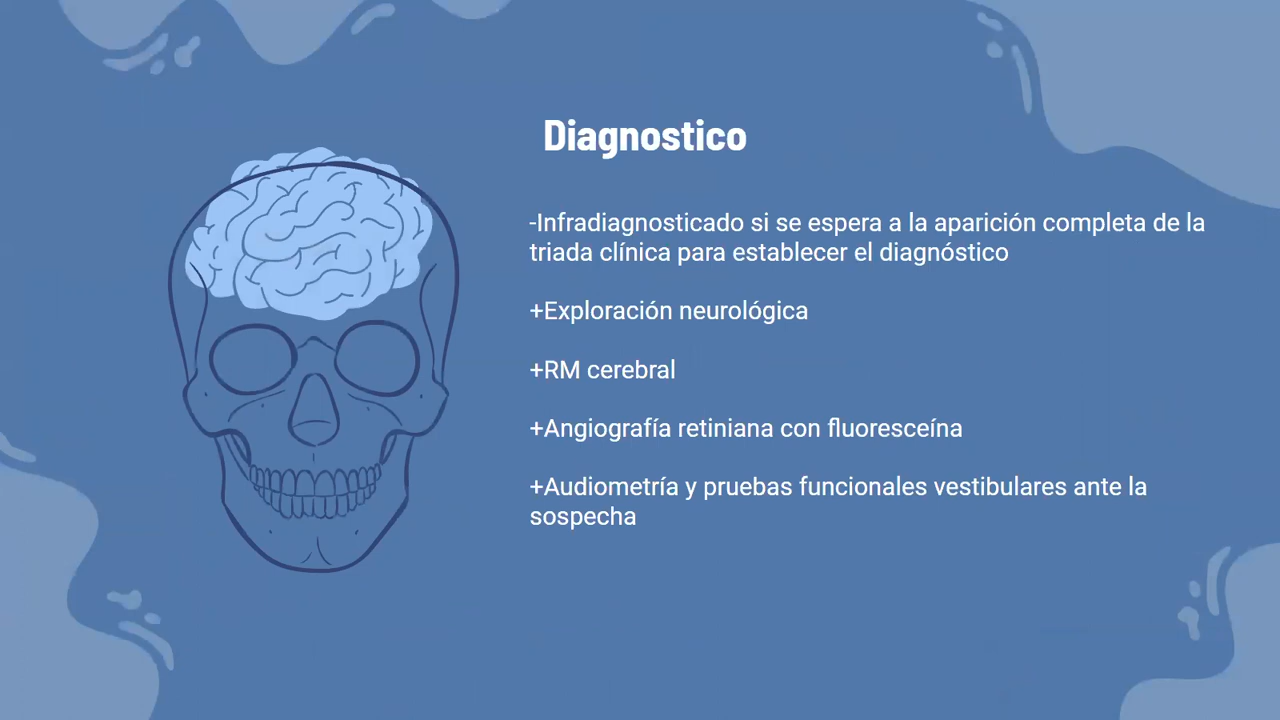 Diagnostico
-Infradiagnosticado si se espera a la aparición completa de la
triada clínica para establecer el diagnóstico
+Exploración neurológica
+RM cerebral
+Angiografía retiniana con fluoresceína
+Audiometría y pruebas funcionales vestibulares ante la
sospecha